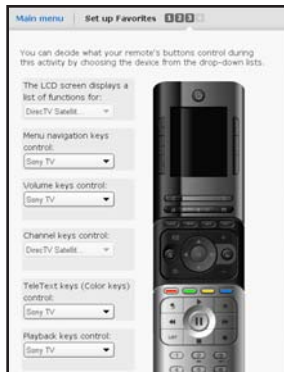 Main menu | Set up Favorites 1 2 3
You can decide what your remote's buttons control during
this activity by choosing the device from the drop-down lists.
The LCD screen displays a
list of functions for:
DirecTV Satellit...
Menu navigation keys
control:
Sony TV
Volume keys control:
Sony TV
Channel keys control:
DirecTV Satellit...
TeleText keys (Color keys)
control:
Sony TV
Playback keys control:
Sony TV